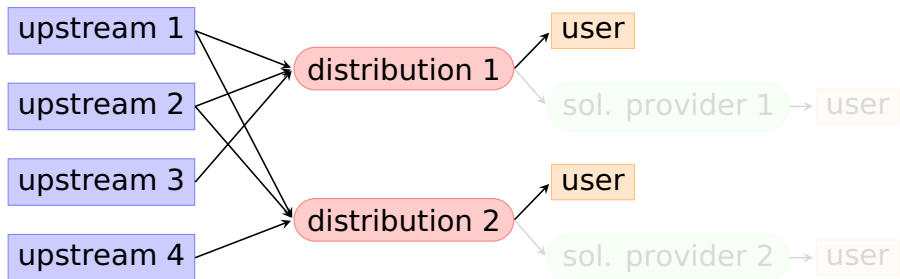 upstream 1
upstream 2
upstream 3
upstream 4
distribution 1
distribution 2
user
sol. provider 1
user
user
sol. provider 2
user